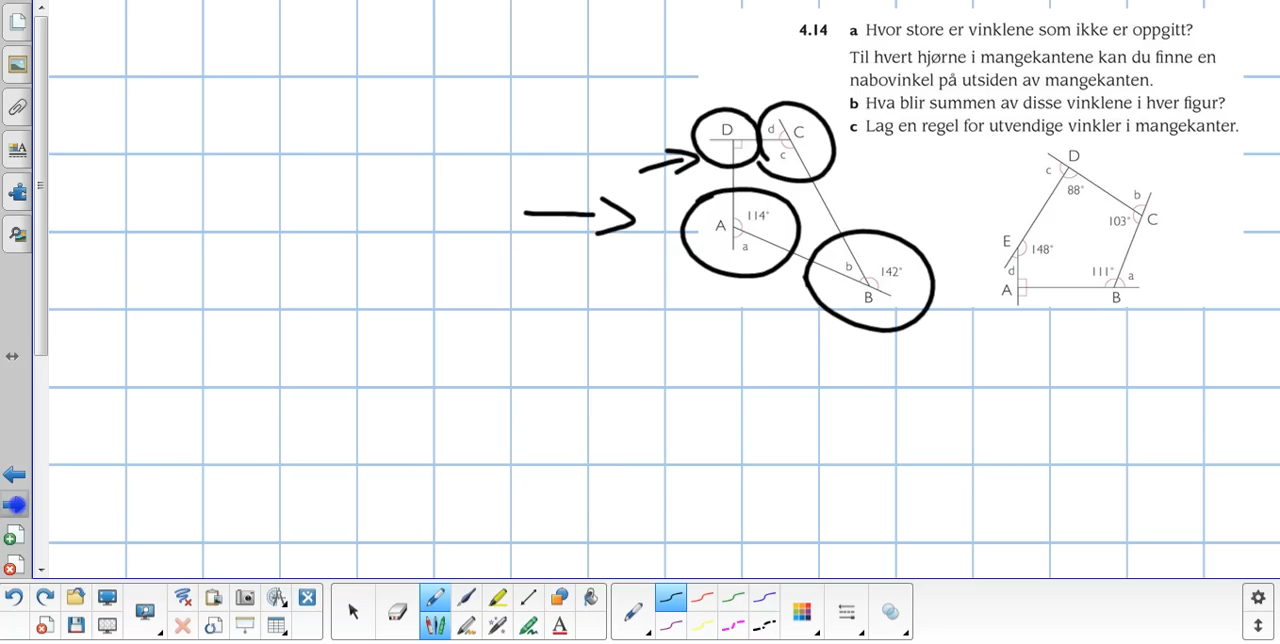 4.14 a Hvor store er vinklene som ikke er oppgitt?
Til hvert hjørne i mangekantene kan du finne en
nabovinkel på utsiden av mangekanten.
b Hva blir summen av disse vinklene i hver figur?
c Lag en regel for utvendige vinkler i mangekanter.
D d C
c
A 114°
a
b 142°
B
D
c
88°
b
103° C
E
148°
d
A 111° a
B
A
A